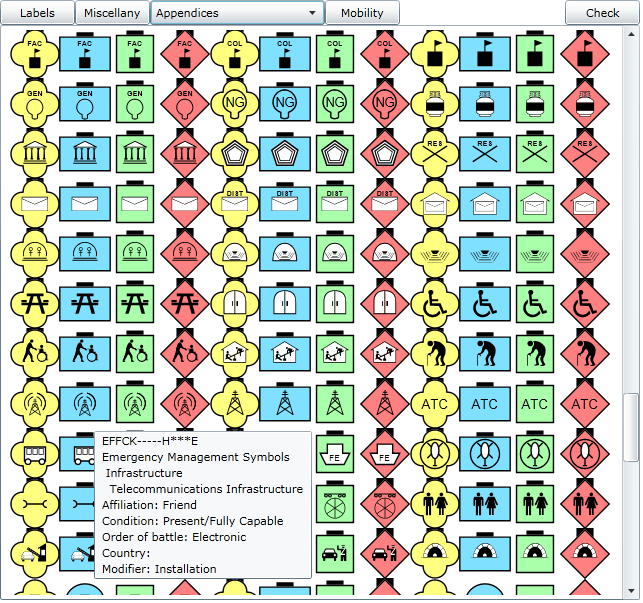 Labels Miscellany Appendices Mobility Check
FAC FAC FAC FAC COL COL COL COL
GEN GEN GEN GEN NG NG NG NG
RES RES RES RES
DIST DIST DIST DIST
ATC ATC ATC ATC
EFFCK-----H***E
Emergency Management Symbols
Infrastructure
Telecommunications Infrastructure
Affiliation: Friend
Condition: Present/Fully Capable
Order of battle: Electronic
Country:
Modifier: Installation
FE FE